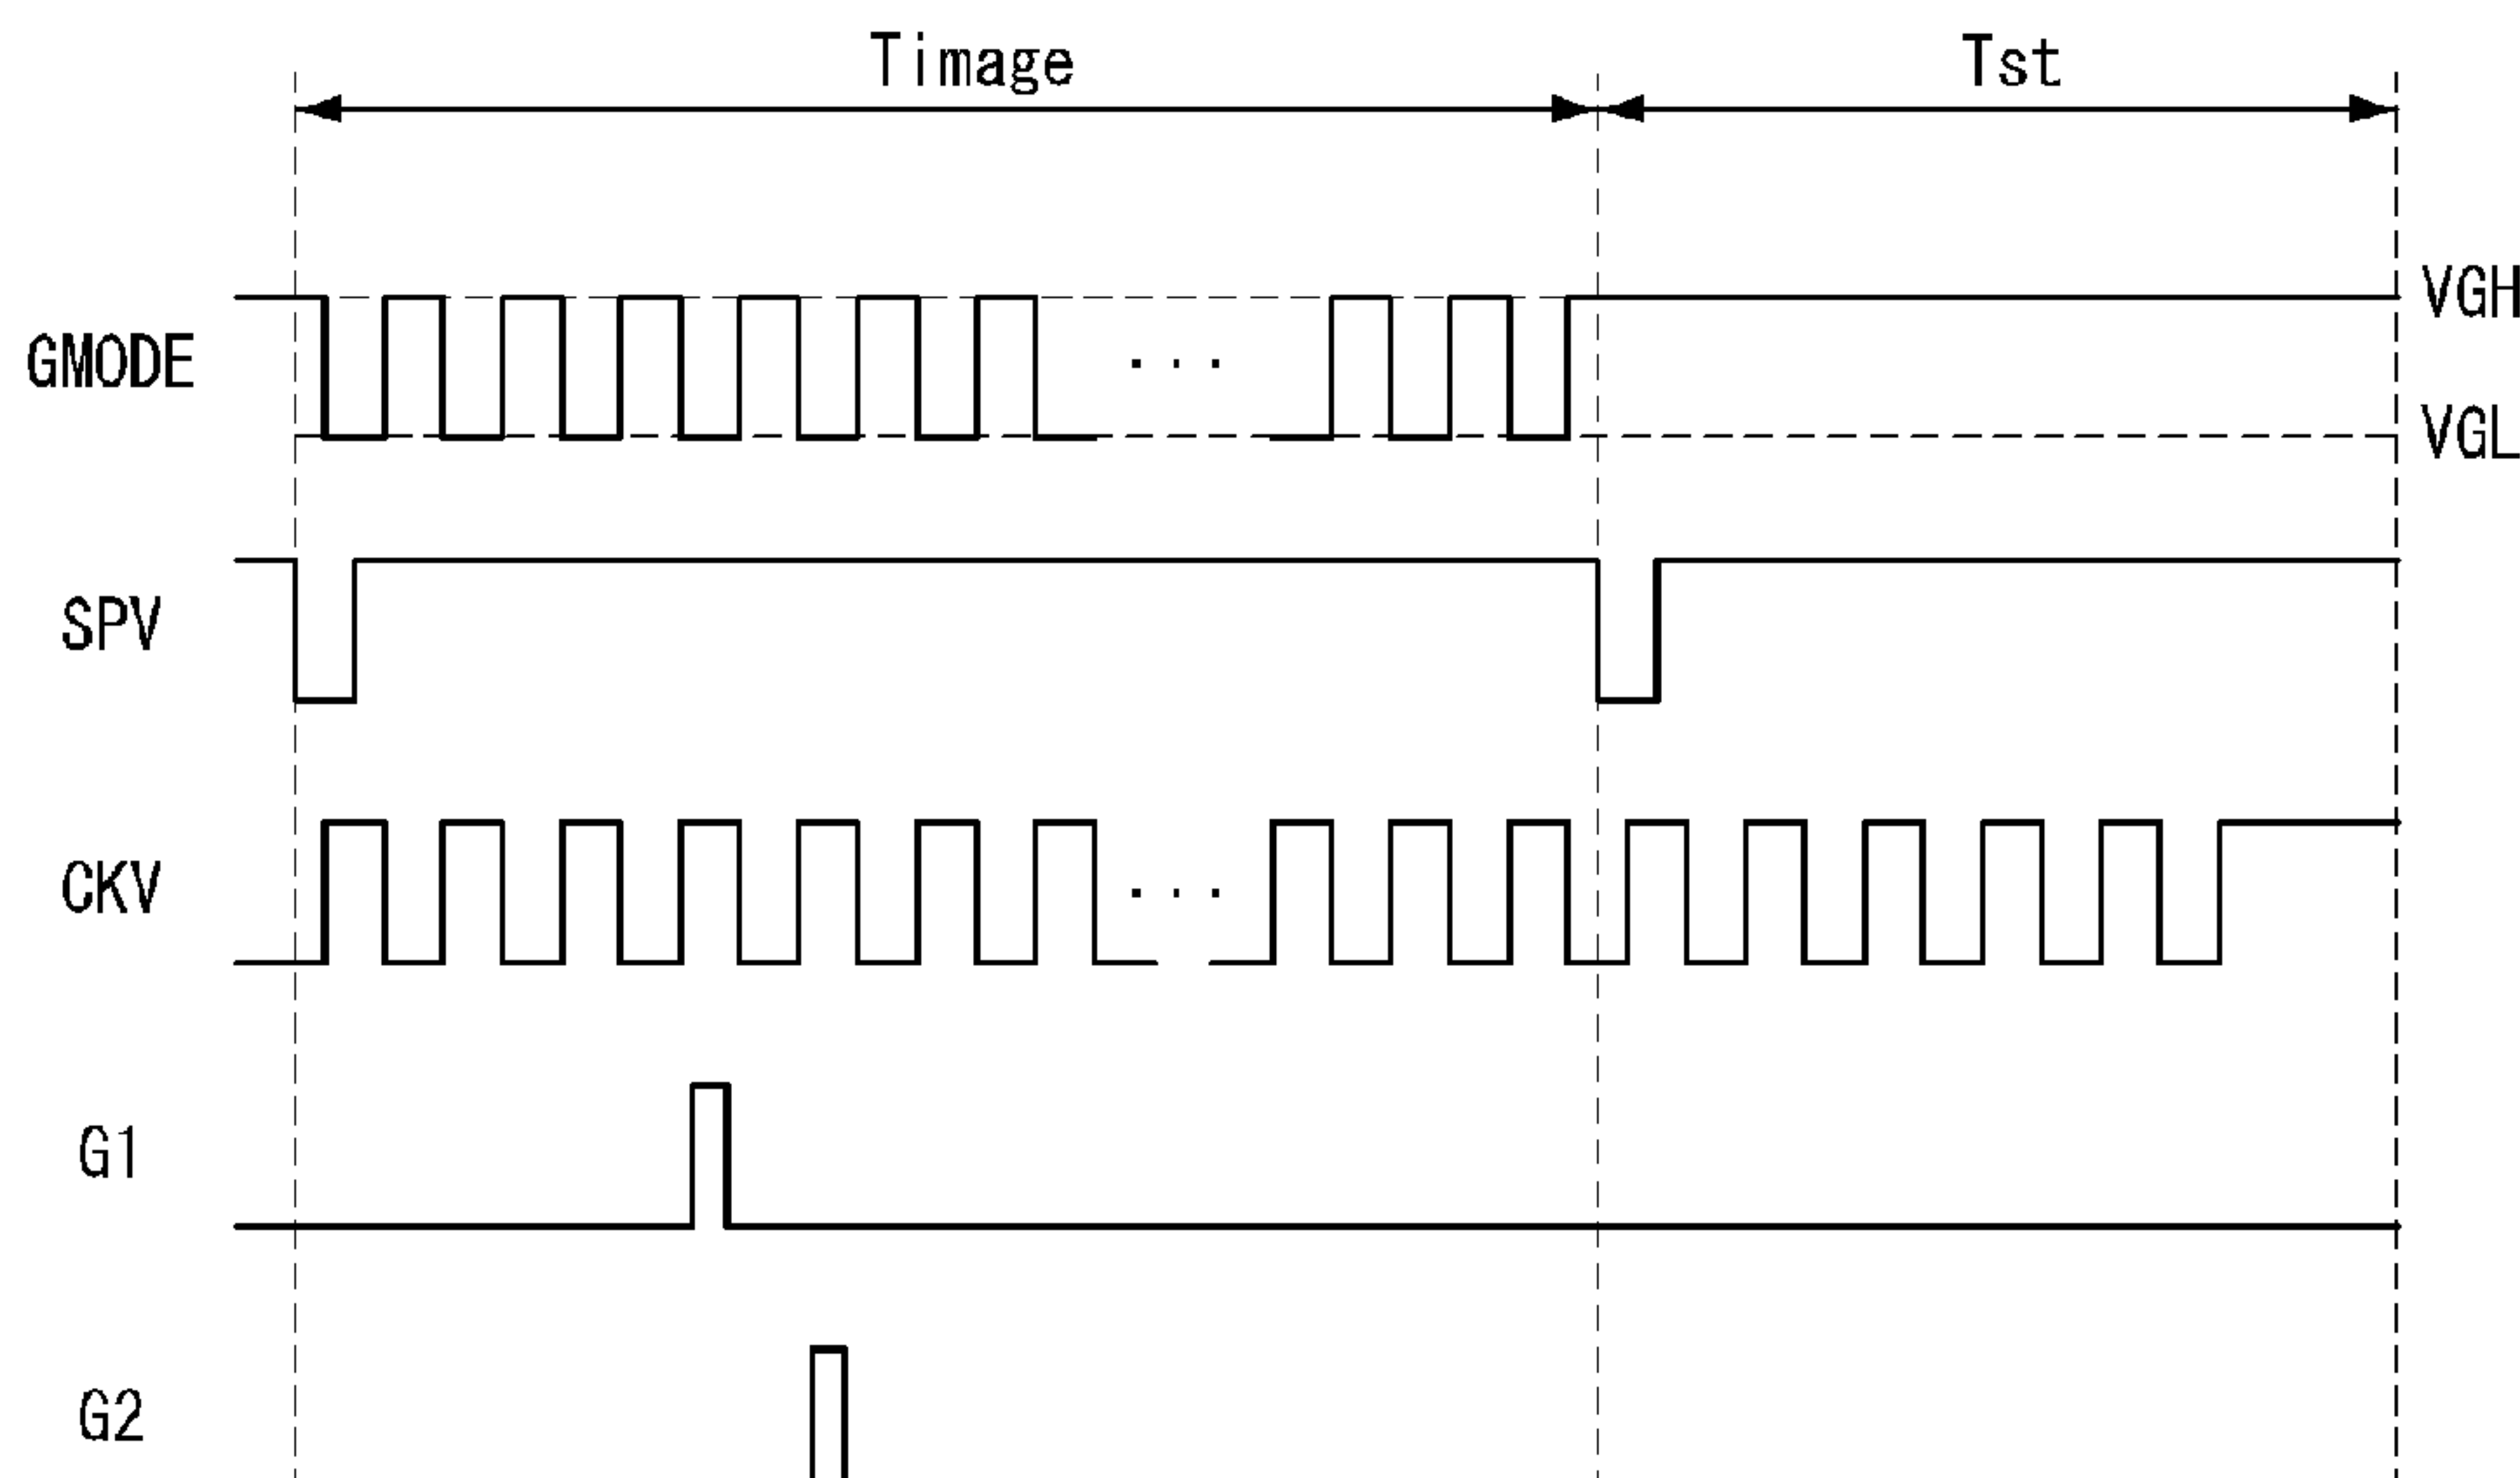 Timage Tst
VGH
GMODE ...
VGL
SPV
CKV ...
G1
G2